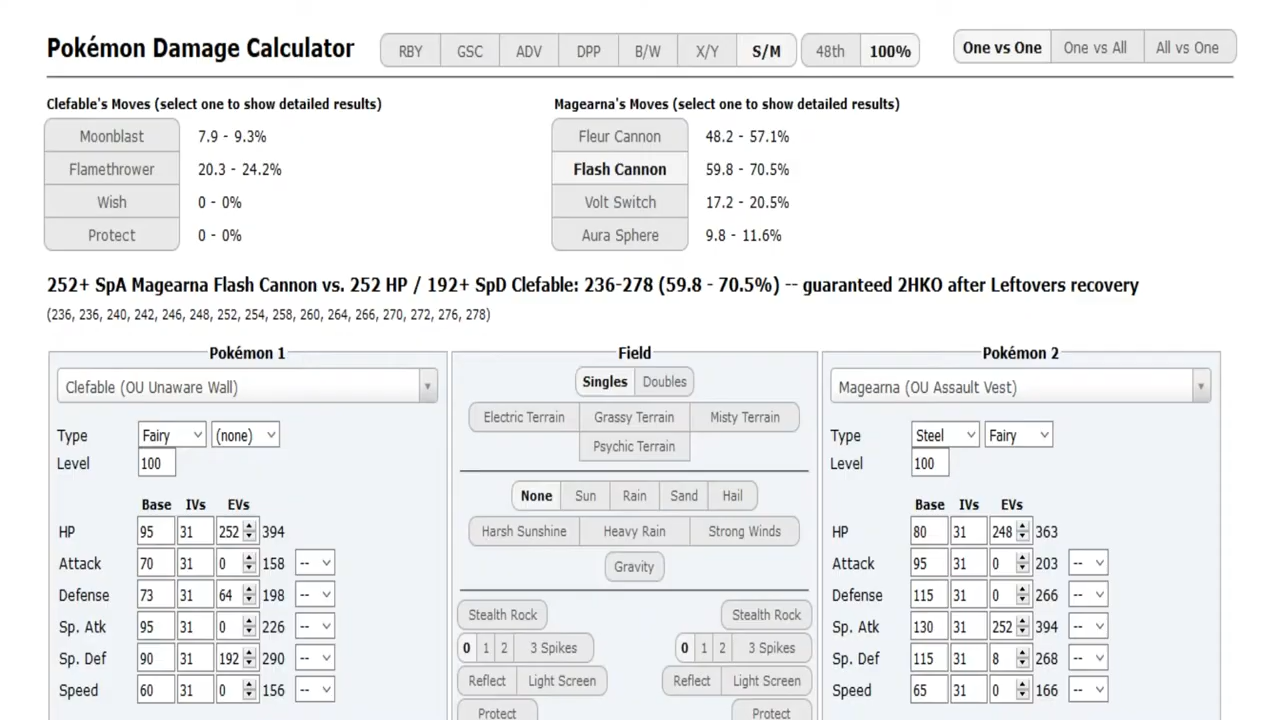 Pokémon Damage Calculator
RBY GSC ADV DPP B/W X/Y S/M 48th 100% One vs One One vs All All vs One
Clefable's Moves (select one to show detailed results)
Moonblast 7.9 - 9.3%
Flamethrower 20.3 - 24.2%
Wish 0 - 0%
Protect 0 - 0%
Magearna's Moves (select one to show detailed results)
Fleur Cannon 48.2 - 57.1%
Flash Cannon 59.8 - 70.5%
Volt Switch 17.2 - 20.5%
Aura Sphere 9.8 - 11.6%
252+ SpA Magearna Flash Cannon vs. 252 HP / 192+ SpD Clefable: 236-278 (59.8 - 70.5%) -- guaranteed 2HKO after Leftovers recovery
(236, 236, 240, 242, 246, 248, 252, 254, 258, 260, 264, 266, 270, 272, 276, 278)
Pokémon 1
Clefable (OU Unaware Wall)
Type Fairy (none)
Level 100
Base IVs EVs
HP 95 31 252 394
Attack 70 31 0 158 --
Defense 73 31 64 198 --
Sp. Atk 95 31 0 226 --
Sp. Def 90 31 192 290 --
Speed 60 31 0 156 --
Field
Singles Doubles
Electric Terrain Grassy Terrain Misty Terrain
Psychic Terrain
None Sun Rain Sand Hail
Harsh Sunshine Heavy Rain Strong Winds
Gravity
Stealth Rock Stealth Rock
0 1 2 3 Spikes 0 1 2 3 Spikes
Reflect Light Screen Reflect Light Screen
Protect Protect
Pokémon 2
Magearna (OU Assault Vest)
Type Steel Fairy
Level 100
Base IVs EVs
HP 80 31 248 363
Attack 95 31 0 203 --
Defense 115 31 0 266 --
Sp. Atk 130 31 252 394 --
Sp. Def 115 31 8 268 --
Speed 65 31 0 166 --